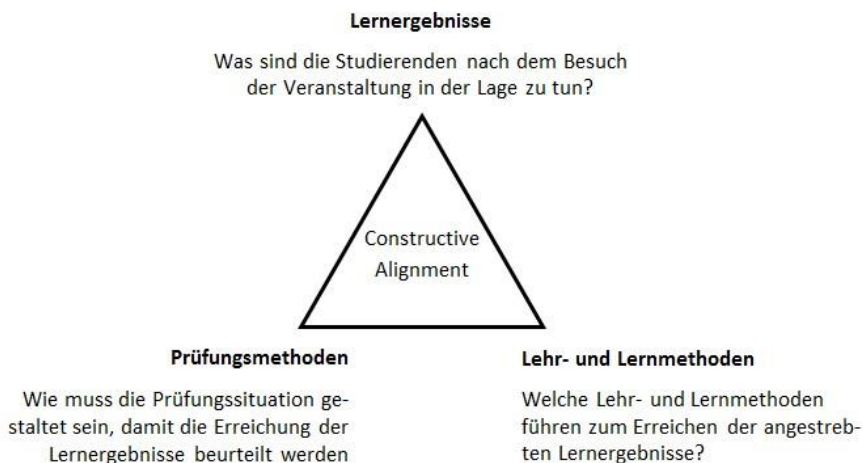 Lernergebnisse
Was sind die Studierenden nach dem Besuch
der Veranstaltung in der Lage zu tun?
Constructive
Alignment
Prüfungsmethoden
Wie muss die Prüfungssituation ge-
staltet sein, damit die Erreichung der
Lernergebnisse beurteilt werden
Lehr- und Lernmethoden
Welche Lehr- und Lernmethoden
führen zum Erreichen der angestreb-
ten Lernergebnisse?